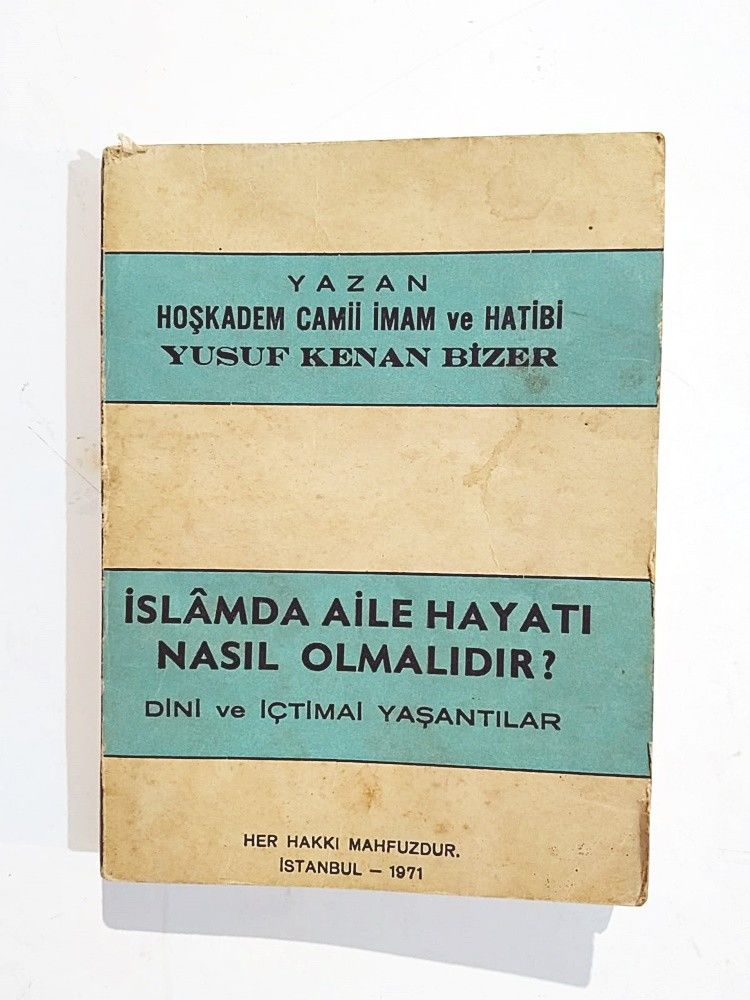 YAZAN
HOŞKADEM CAMİİ İMAM ve HATİBİ
YUSUF KENAN BİZER
İSLÂMDA AİLE HAYATI
NASIL OLMALIDIR?
DİNİ ve İÇTİMAİ YAŞANTILAR
HER HAKKI MAHFUZDUR.
İSTANBUL – 1971